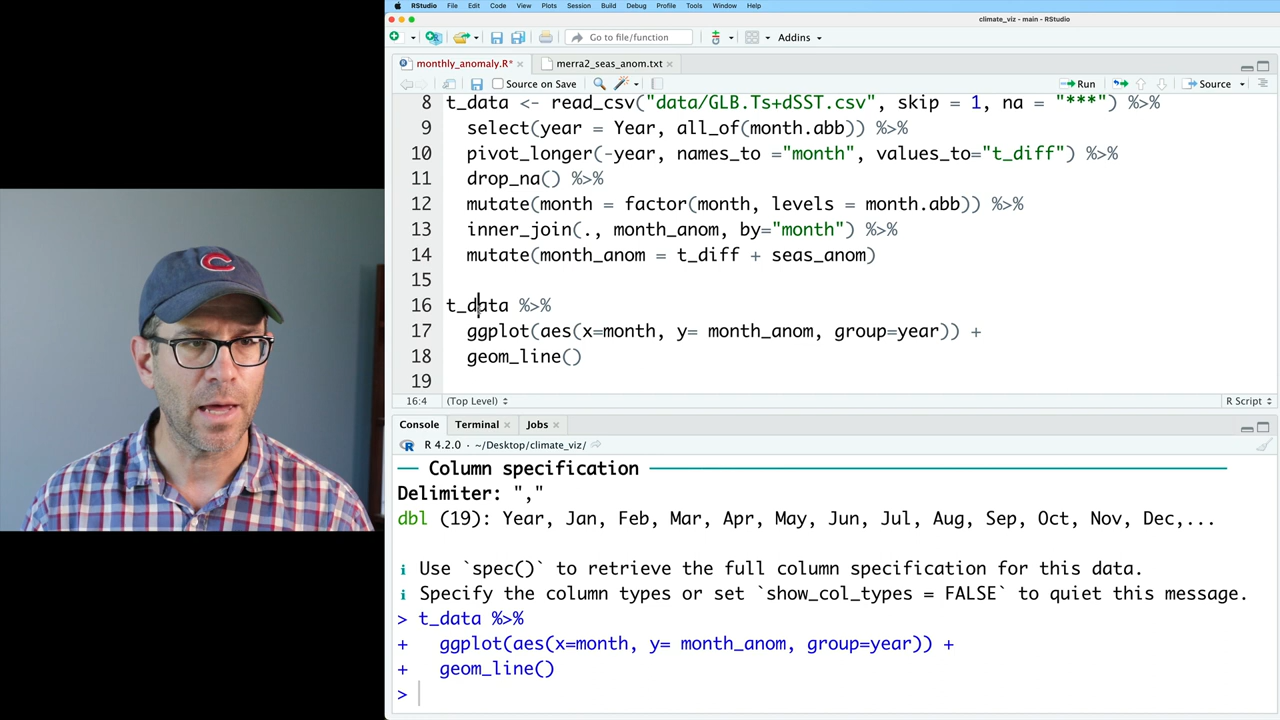 RStudio File Edit Code View Plots Session Build Debug Profile Tools Window Help
climate_viz - main - RStudio
Go to file/function Addins
monthly_anomaly.R* merra2_seas_anom.txt
Source on Save Run Source
8 t_data <- read_csv("data/GLB.Ts+dSST.csv", skip = 1, na = "***") %>%
9 select(year = Year, all_of(month.abb)) %>%
10 pivot_longer(-year, names_to ="month", values_to="t_diff") %>%
11 drop_na() %>%
12 mutate(month = factor(month, levels = month.abb)) %>%
13 inner_join(., month_anom, by="month") %>%
14 mutate(month_anom = t_diff + seas_anom)
15
16 t_data %>%
17 ggplot(aes(x=month, y= month_anom, group=year)) +
18 geom_line()
19
16:4 (Top Level) R Script
Console Terminal Jobs
R 4.2.0 · ~/Desktop/climate_viz/
── Column specification ──
Delimiter: ","
dbl (19): Year, Jan, Feb, Mar, Apr, May, Jun, Jul, Aug, Sep, Oct, Nov, Dec,...
ℹ Use `spec()` to retrieve the full column specification for this data.
ℹ Specify the column types or set `show_col_types = FALSE` to quiet this message.
> t_data %>%
+ ggplot(aes(x=month, y= month_anom, group=year)) +
+ geom_line()
>
C